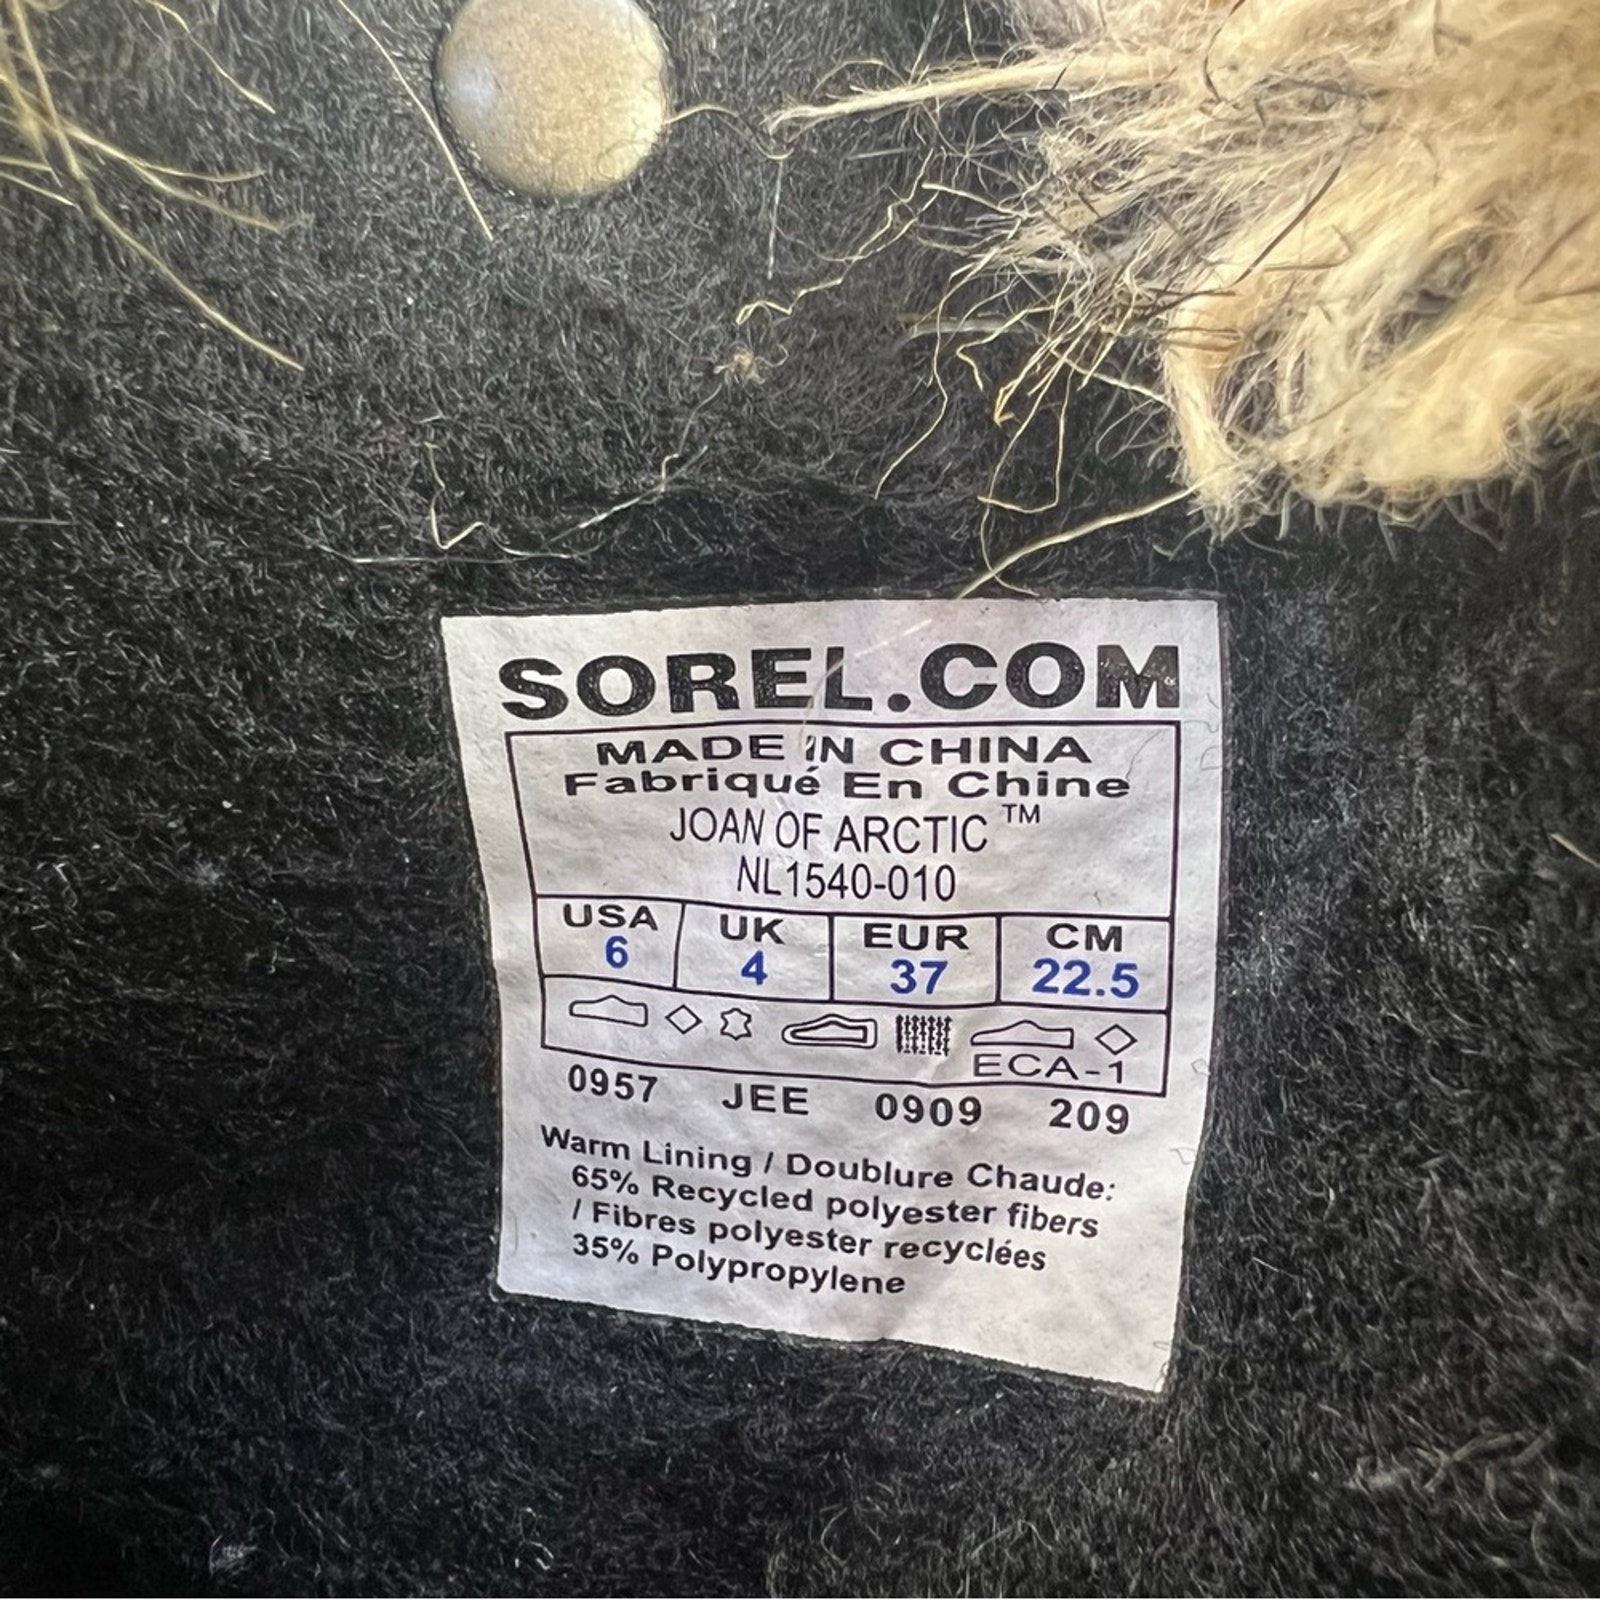 SOREL.COM
MADE IN CHINA
Fabriqué En Chine
JOAN OF ARCTIC ™
NL1540-010
USA UK EUR CM
6 4 37 22.5
ECA-1
0957 JEE 0909 209
Warm Lining / Doublure Chaude:
65% Recycled polyester fibers
/ Fibres polyester recyclées
35% Polypropylene